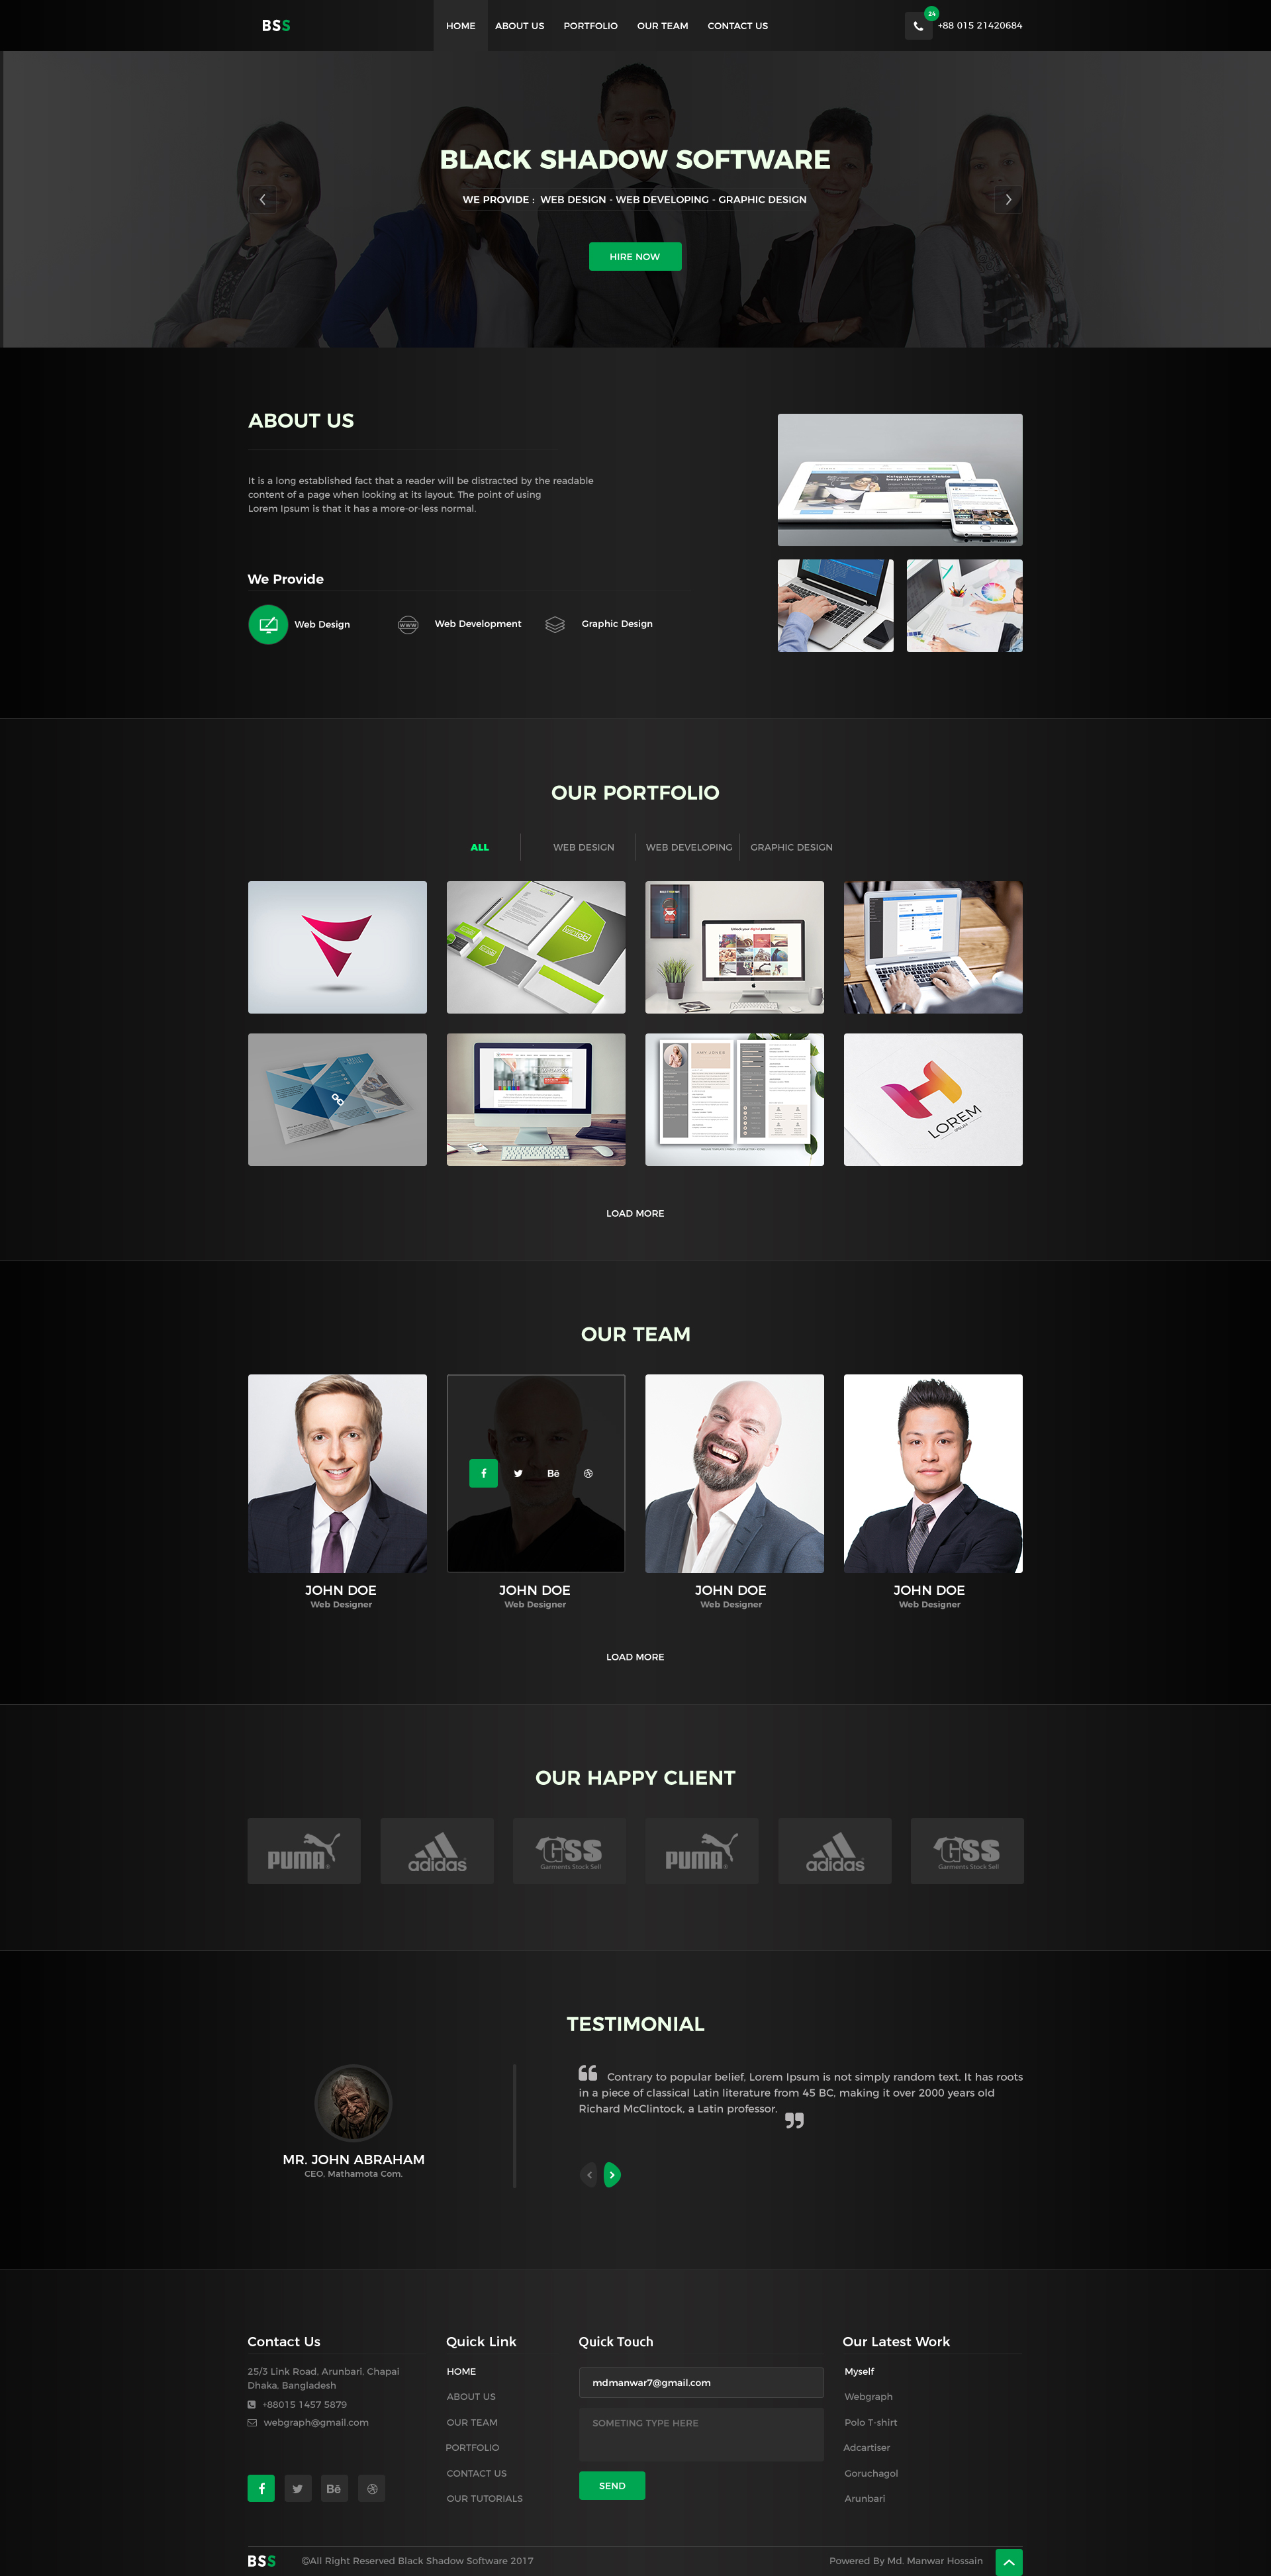 BSS
HOME ABOUT US PORTFOLIO OUR TEAM CONTACT US
24
+88 015 21420684
BLACK SHADOW SOFTWARE
WE PROVIDE : WEB DESIGN - WEB DEVELOPING - GRAPHIC DESIGN
HIRE NOW
ABOUT US
It is a long established fact that a reader will be distracted by the readable
content of a page when looking at its layout. The point of using
Lorem Ipsum is that it has a more-or-less normal.
We Provide
Web Design
WWW
Web Development
Graphic Design
OUR PORTFOLIO
ALL WEB DESIGN WEB DEVELOPING GRAPHIC DESIGN
AMY JONES
LOREM
IPSUM
LOAD MORE
OUR TEAM
Bē
JOHN DOE JOHN DOE JOHN DOE JOHN DOE
Web Designer Web Designer Web Designer Web Designer
LOAD MORE
OUR HAPPY CLIENT
PUMA® adidas GSS PUMA® adidas GSS
Garments Stock Sell Garments Stock Sell
TESTIMONIAL
MR. JOHN ABRAHAM
CEO, Mathamota Com.
Contrary to popular belief, Lorem Ipsum is not simply random text. It has roots
in a piece of classical Latin literature from 45 BC, making it over 2000 years old
Richard McClintock, a Latin professor.
Contact Us
25/3 Link Road, Arunbari, Chapai
Dhaka, Bangladesh
+88015 1457 5879
webgraph@gmail.com
Bē
Quick Link
HOME
ABOUT US
OUR TEAM
PORTFOLIO
CONTACT US
OUR TUTORIALS
Quick Touch
mdmanwar7@gmail.com
SOMETING TYPE HERE
SEND
Our Latest Work
Myself
Webgraph
Polo T-shirt
Adcartiser
Goruchagol
Arunbari
BSS
©All Right Reserved Black Shadow Software 2017
Powered By Md. Manwar Hossain